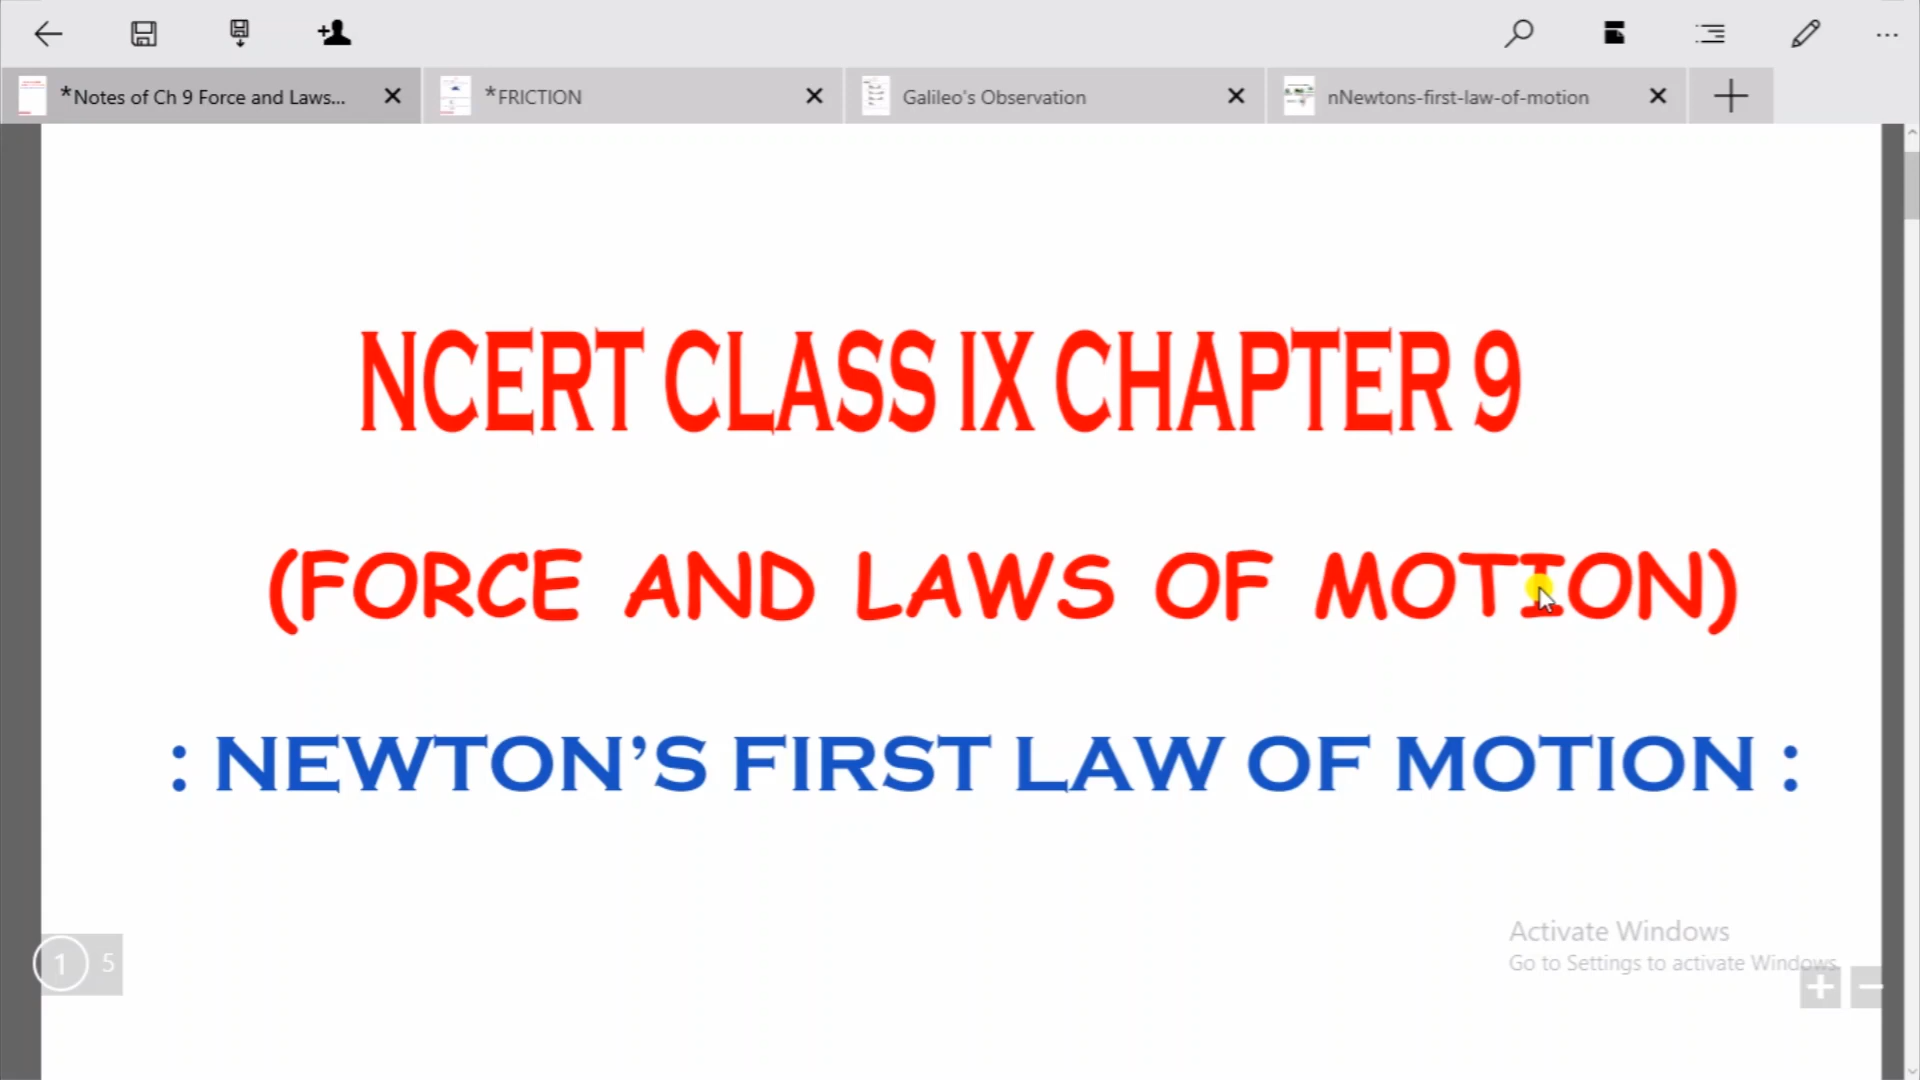 *Notes of Ch 9 Force and Laws...
*FRICTION
Galileo's Observation
nNewtons-first-law-of-motion
NCERT CLASS IX CHAPTER 9
(FORCE AND LAWS OF MOTION)
: NEWTON’S FIRST LAW OF MOTION :
Activate Windows
Go to Settings to activate Windows.
1 5